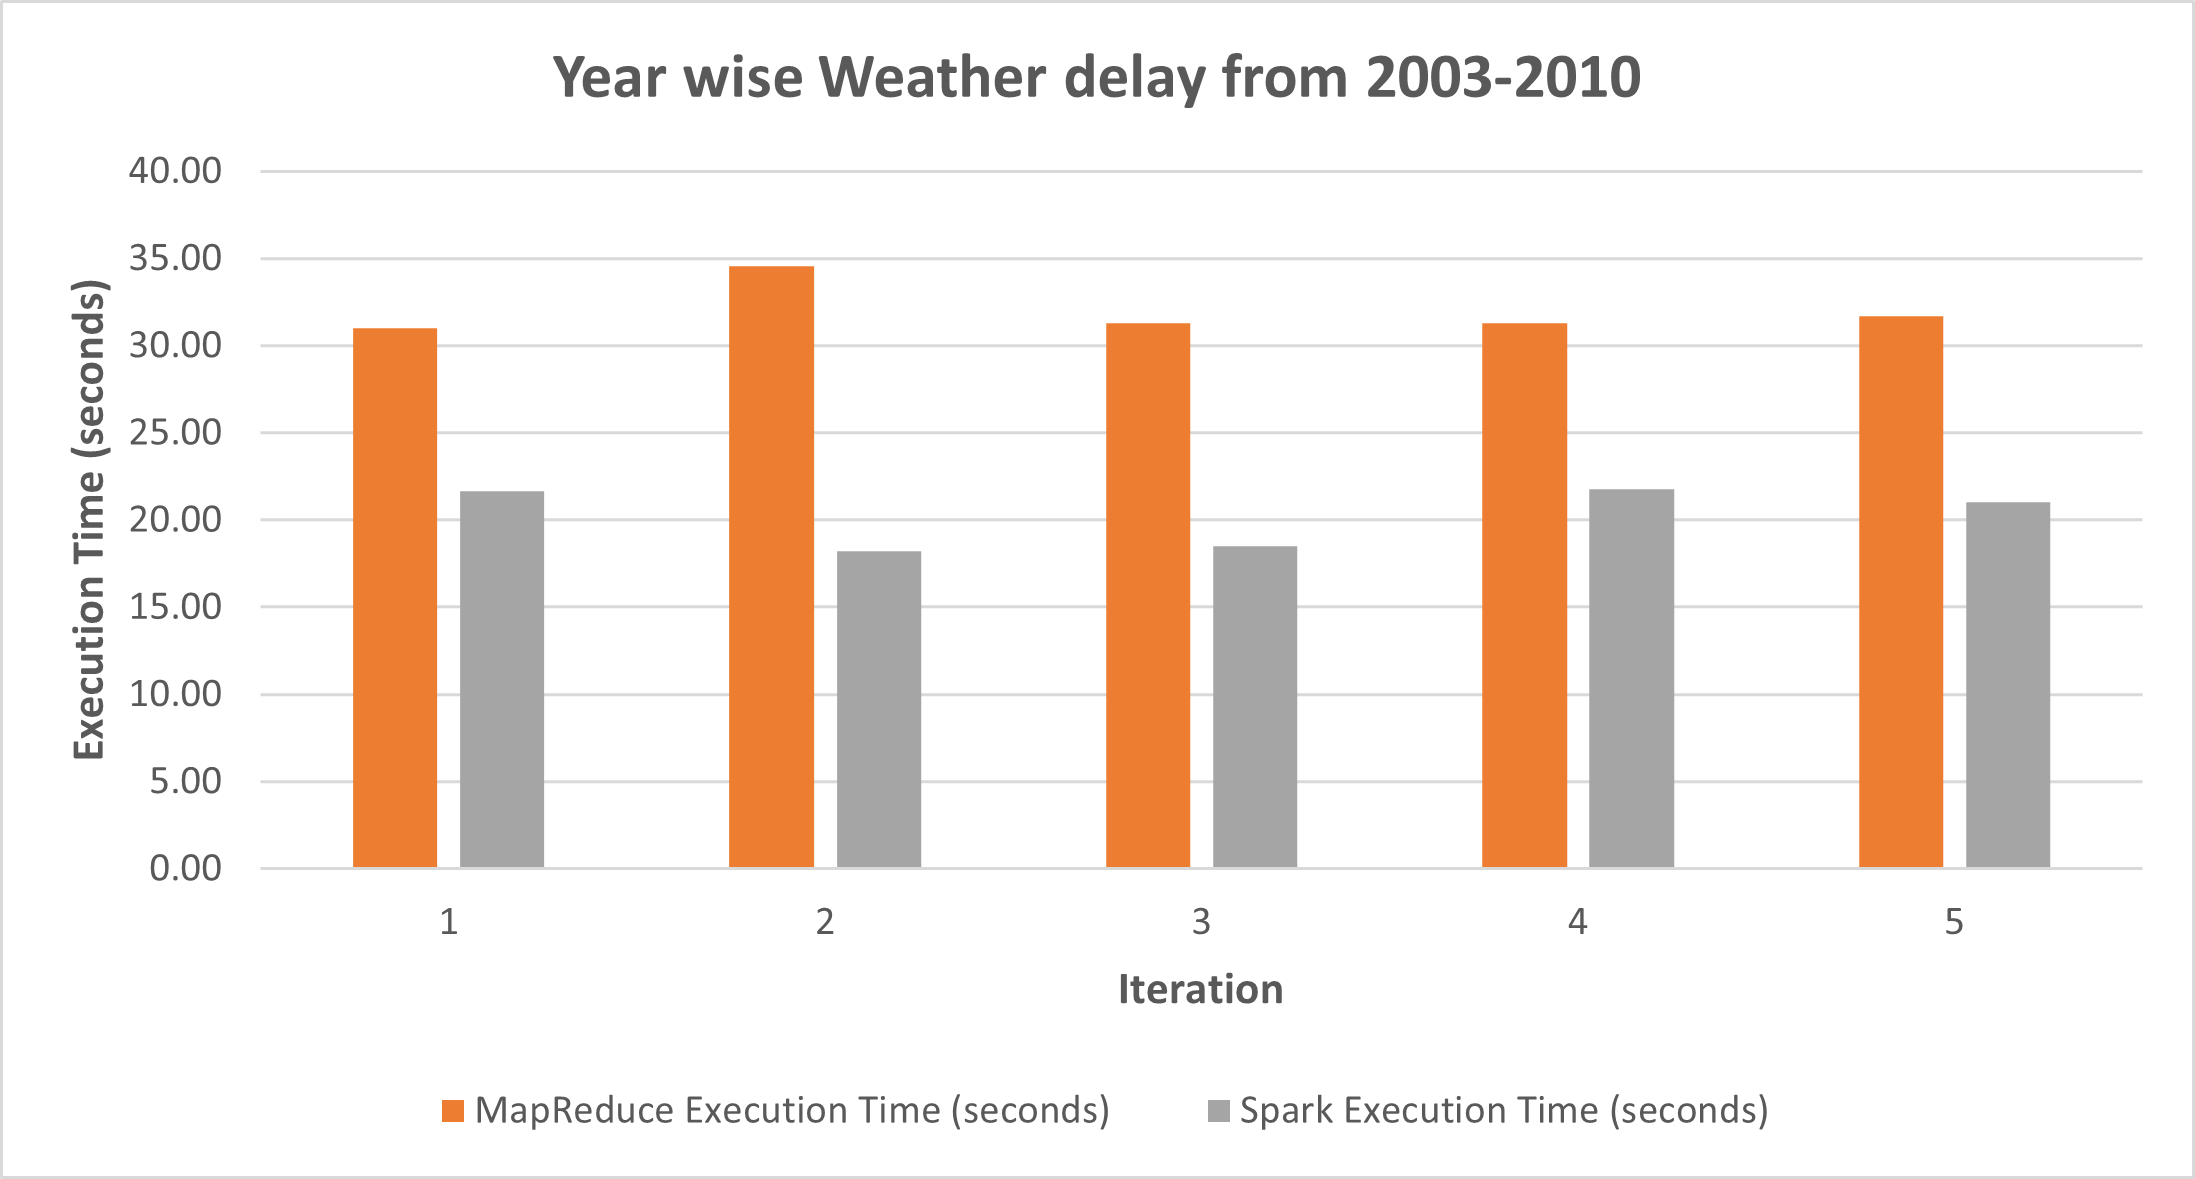 Year wise Weather delay from 2003-2010
40.00
35.00
30.00
25.00
20.00
15.00
10.00
5.00
0.00
Execution Time (seconds)
1 2 3 4 5
Iteration
MapReduce Execution Time (seconds) Spark Execution Time (seconds)